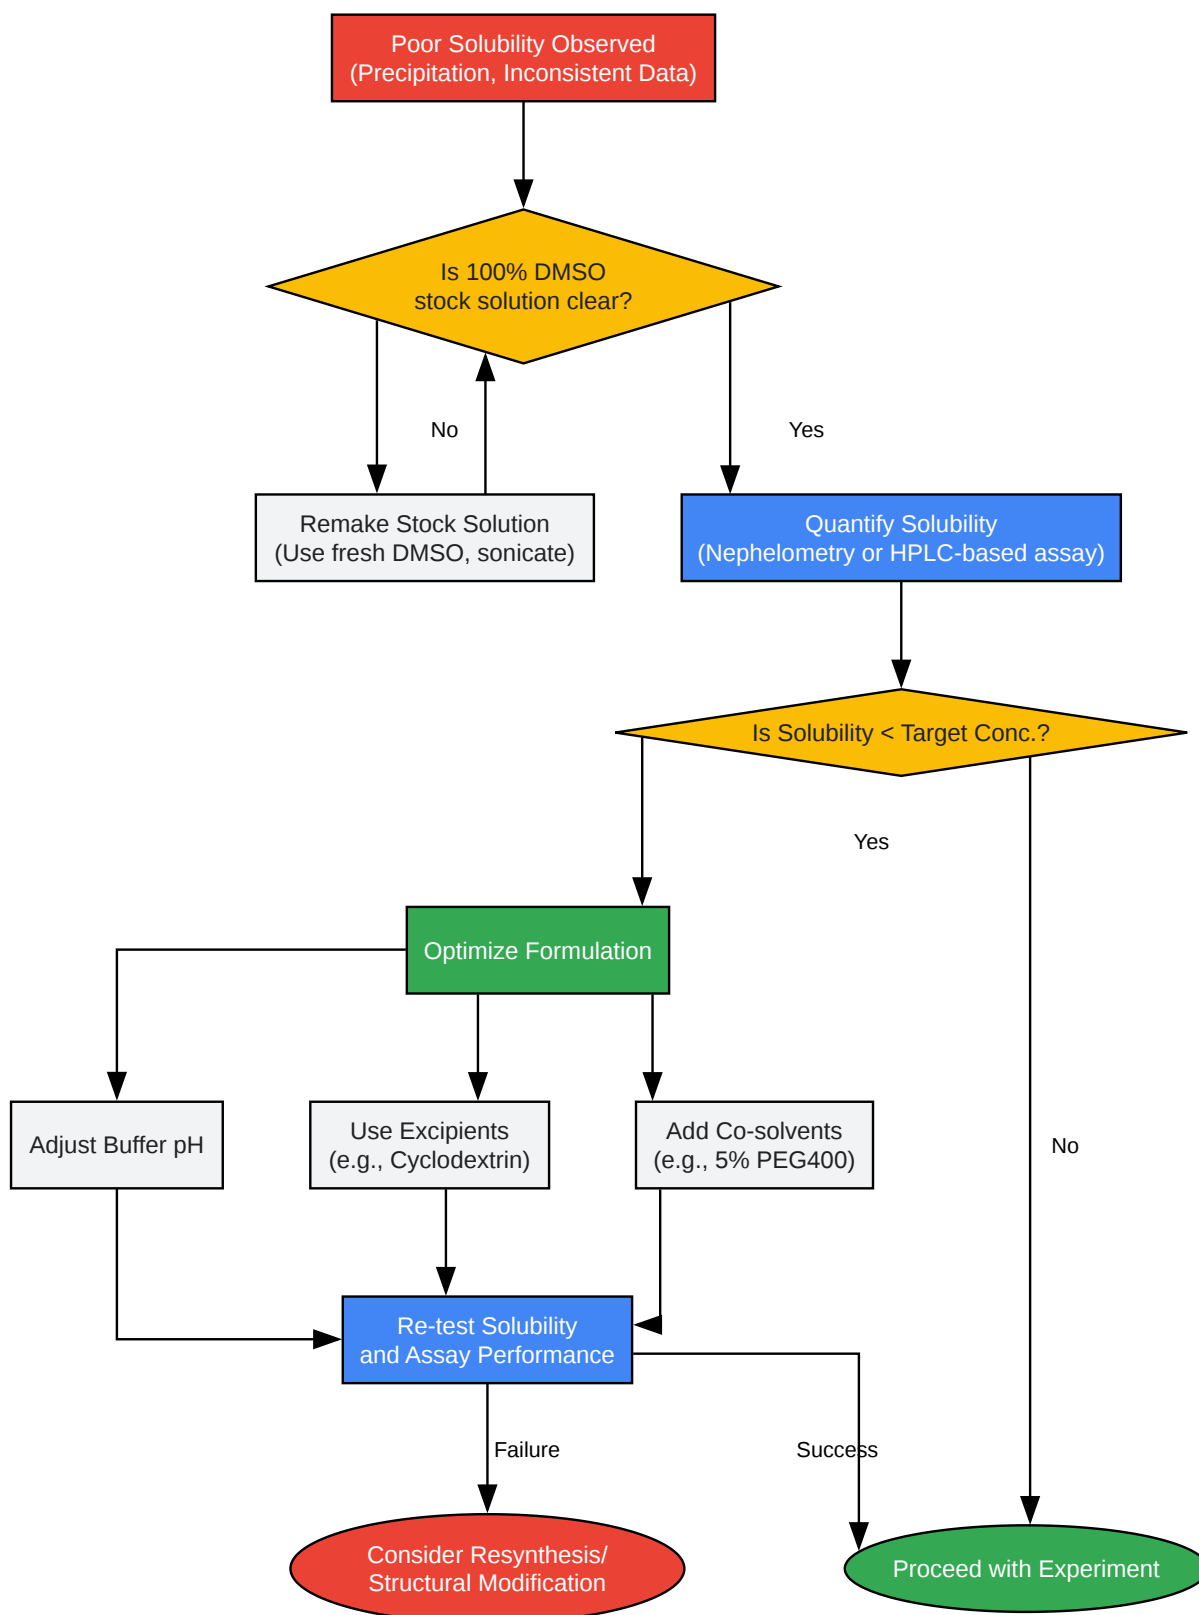 Poor Solubility Observed
(Precipitation, Inconsistent Data)
Is 100% DMSO
stock solution clear?
No
Yes
Remake Stock Solution
(Use fresh DMSO, sonicate)
Quantify Solubility
(Nephelometry or HPLC-based assay)
Is Solubility < Target Conc.?
Yes
Optimize Formulation
Adjust Buffer pH
Use Excipients
(e.g., Cyclodextrin)
Add Co-solvents
(e.g., 5% PEG400)
No
Re-test Solubility
and Assay Performance
Failure
Success
Consider Resynthesis/
Structural Modification
Proceed with Experiment